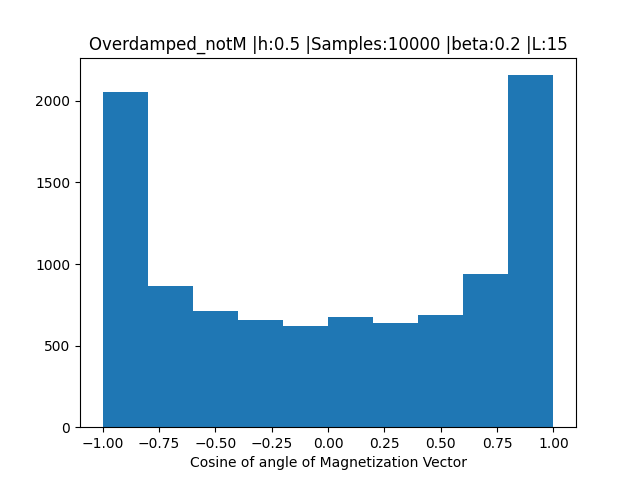 Overdamped_notM |h:0.5 |Samples:10000 |beta:0.2 |L:15
2000
1500
1000
500
0
−1.00 −0.75 −0.50 −0.25 0.00 0.25 0.50 0.75 1.00
Cosine of angle of Magnetization Vector